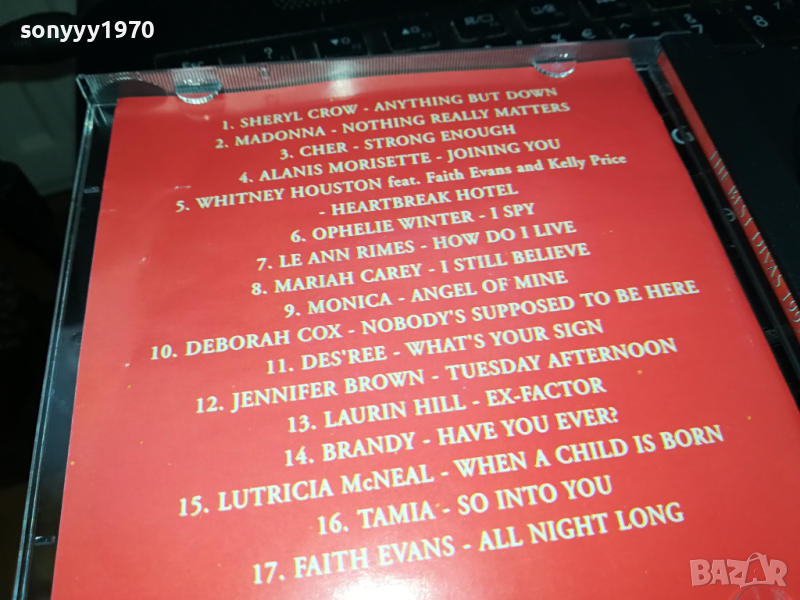 sonyyy1970
1. SHERYL CROW - ANYTHING BUT DOWN
2. MADONNA - NOTHING REALLY MATTERS
3. CHER - STRONG ENOUGH
4. ALANIS MORISETTE - JOINING YOU
5. WHITNEY HOUSTON feat. Faith Evans and Kelly Price
- HEARTBREAK HOTEL
6. OPHELIE WINTER - I SPY
7. LE ANN RIMES - HOW DO I LIVE
8. MARIAH CAREY - I STILL BELIEVE
9. MONICA - ANGEL OF MINE
10. DEBORAH COX - NOBODY'S SUPPOSED TO BE HERE
11. DES'REE - WHAT'S YOUR SIGN
12. JENNIFER BROWN - TUESDAY AFTERNOON
13. LAURIN HILL - EX-FACTOR
14. BRANDY - HAVE YOU EVER?
15. LUTRICIA McNEAL - WHEN A CHILD IS BORN
16. TAMIA - SO INTO YOU
17. FAITH EVANS - ALL NIGHT LONG
THE BEST DIVAS
BAZAR